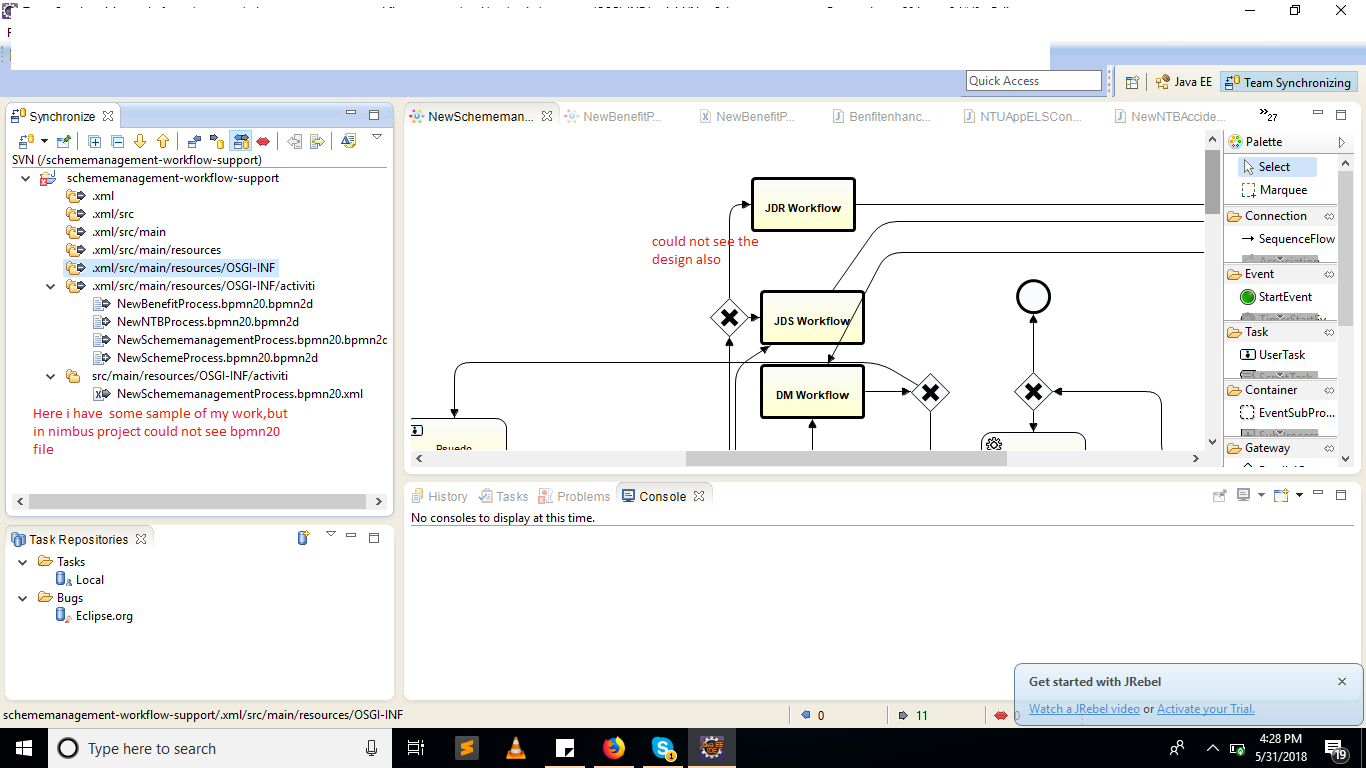 Quick Access
Java EE
Team Synchronizing
Synchronize
SVN (/schememanagement-workflow-support)
schememanagement-workflow-support
.xml
.xml/src
.xml/src/main
.xml/src/main/resources
.xml/src/main/resources/OSGI-INF
.xml/src/main/resources/OSGI-INF/activiti
NewBenefitProcess.bpmn20.bpmn2d
NewNTBProcess.bpmn20.bpmn2d
NewSchememanagementProcess.bpmn20.bpmn2d
NewSchemeProcess.bpmn20.bpmn2d
src/main/resources/OSGI-INF/activiti
NewSchememanagementProcess.bpmn20.xml
Here i have some sample of my work,but
in nimbus project could not see bpmn20
file
Task Repositories
Tasks
Local
Bugs
Eclipse.org
NewSchememan...
NewBenefitP...
NewBenefitP...
Benfitenhanc...
NTUAppELSCon...
NewNTBAccide...
»27
JDR Workflow
could not see the
design also
JDS Workflow
DM Workflow
Psuedo
Palette
Select
Marquee
Connection
SequenceFlow
Event
StartEvent
Task
UserTask
Container
EventSubPro...
Gateway
History
Tasks
Problems
Console
No consoles to display at this time.
Get started with JRebel
Watch a JRebel video or Activate your Trial.
schememanagement-workflow-support/.xml/src/main/resources/OSGI-INF
0
11
0
Type here to search
4:28 PM
5/31/2018
19